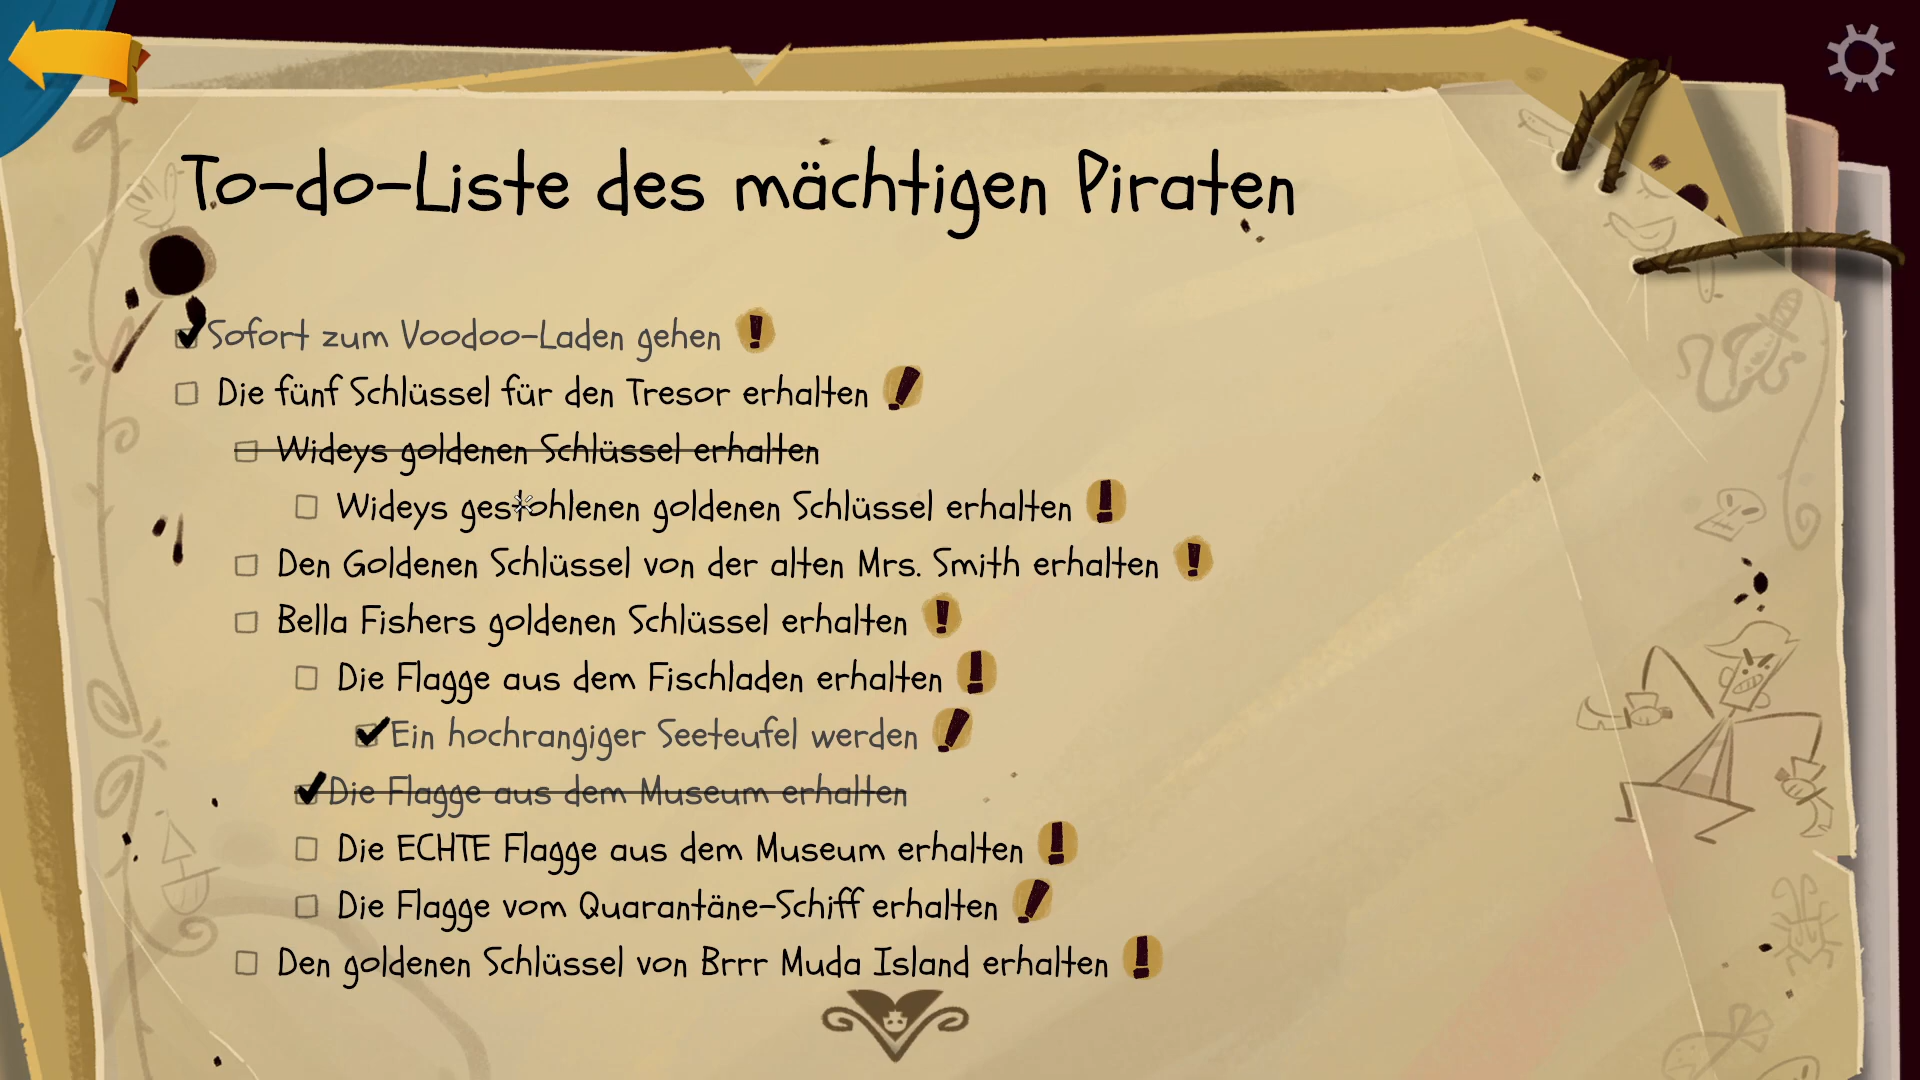 To-do-Liste des mächtigen Piraten
Sofort zum Voodoo-Laden gehen !
Die fünf Schlüssel für den Tresor erhalten !
Wideys goldenen Schlüssel erhalten
Wideys gestohlenen goldenen Schlüssel erhalten !
Den Goldenen Schlüssel von der alten Mrs. Smith erhalten !
Bella Fishers goldenen Schlüssel erhalten !
Die Flagge aus dem Fischladen erhalten !
Ein hochrangiger Seeteufel werden !
Die Flagge aus dem Museum erhalten
Die ECHTE Flagge aus dem Museum erhalten !
Die Flagge vom Quarantäne-Schiff erhalten !
Den goldenen Schlüssel von Brrr Muda Island erhalten !